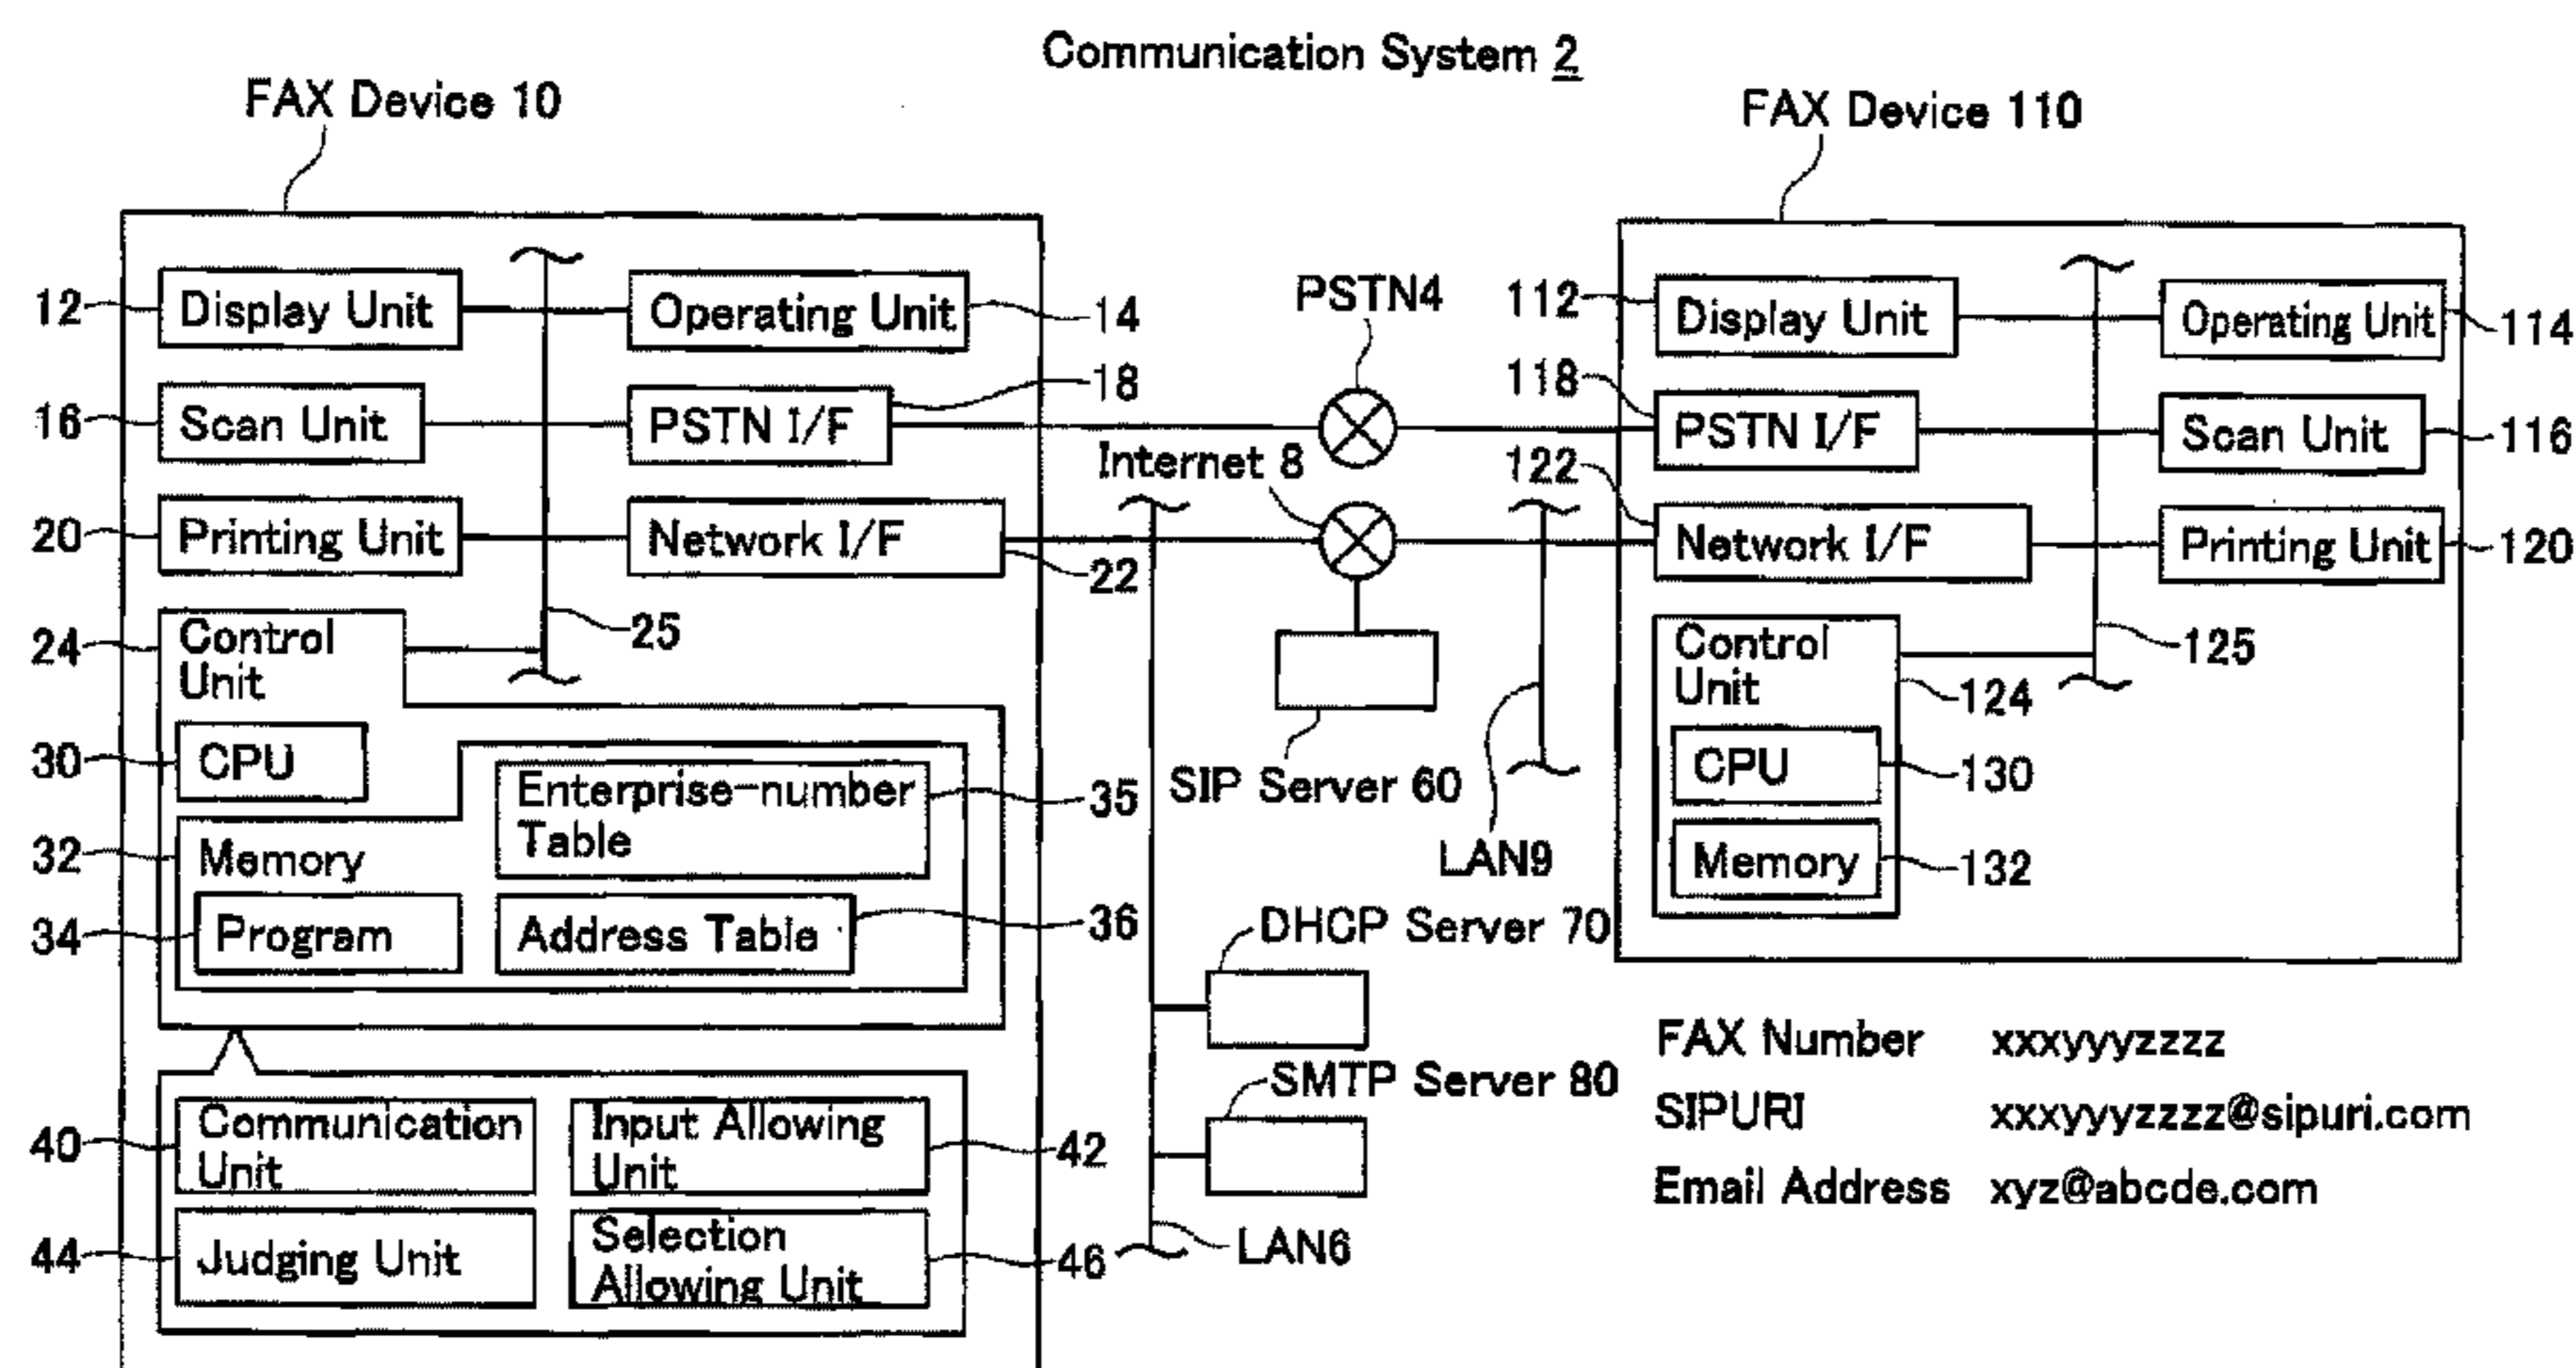 Communication System 2
FAX Device 10
FAX Device 110
12
Display Unit
Operating Unit
14
16
Scan Unit
PSTN I/F
18
20
Printing Unit
Network I/F
22
24
Control
Unit
25
30
CPU
Enterprise-number
Table
35
32
Memory
34
Program
Address Table
36
40
Communication
Unit
Input Allowing
Unit
42
44
Judging Unit
Selection
Allowing Unit
46
PSTN4
Internet 8
SIP Server 60
LAN9
DHCP Server 70
SMTP Server 80
LAN6
112
Display Unit
Operating Unit
114
118
PSTN I/F
Scan Unit
116
122
Network I/F
Printing Unit
120
Control
Unit
125
124
CPU
130
Memory
132
FAX Number xxxyyyzzzz
SIPURI xxxyyyzzzz@sipuri.com
Email Address xyz@abcde.com